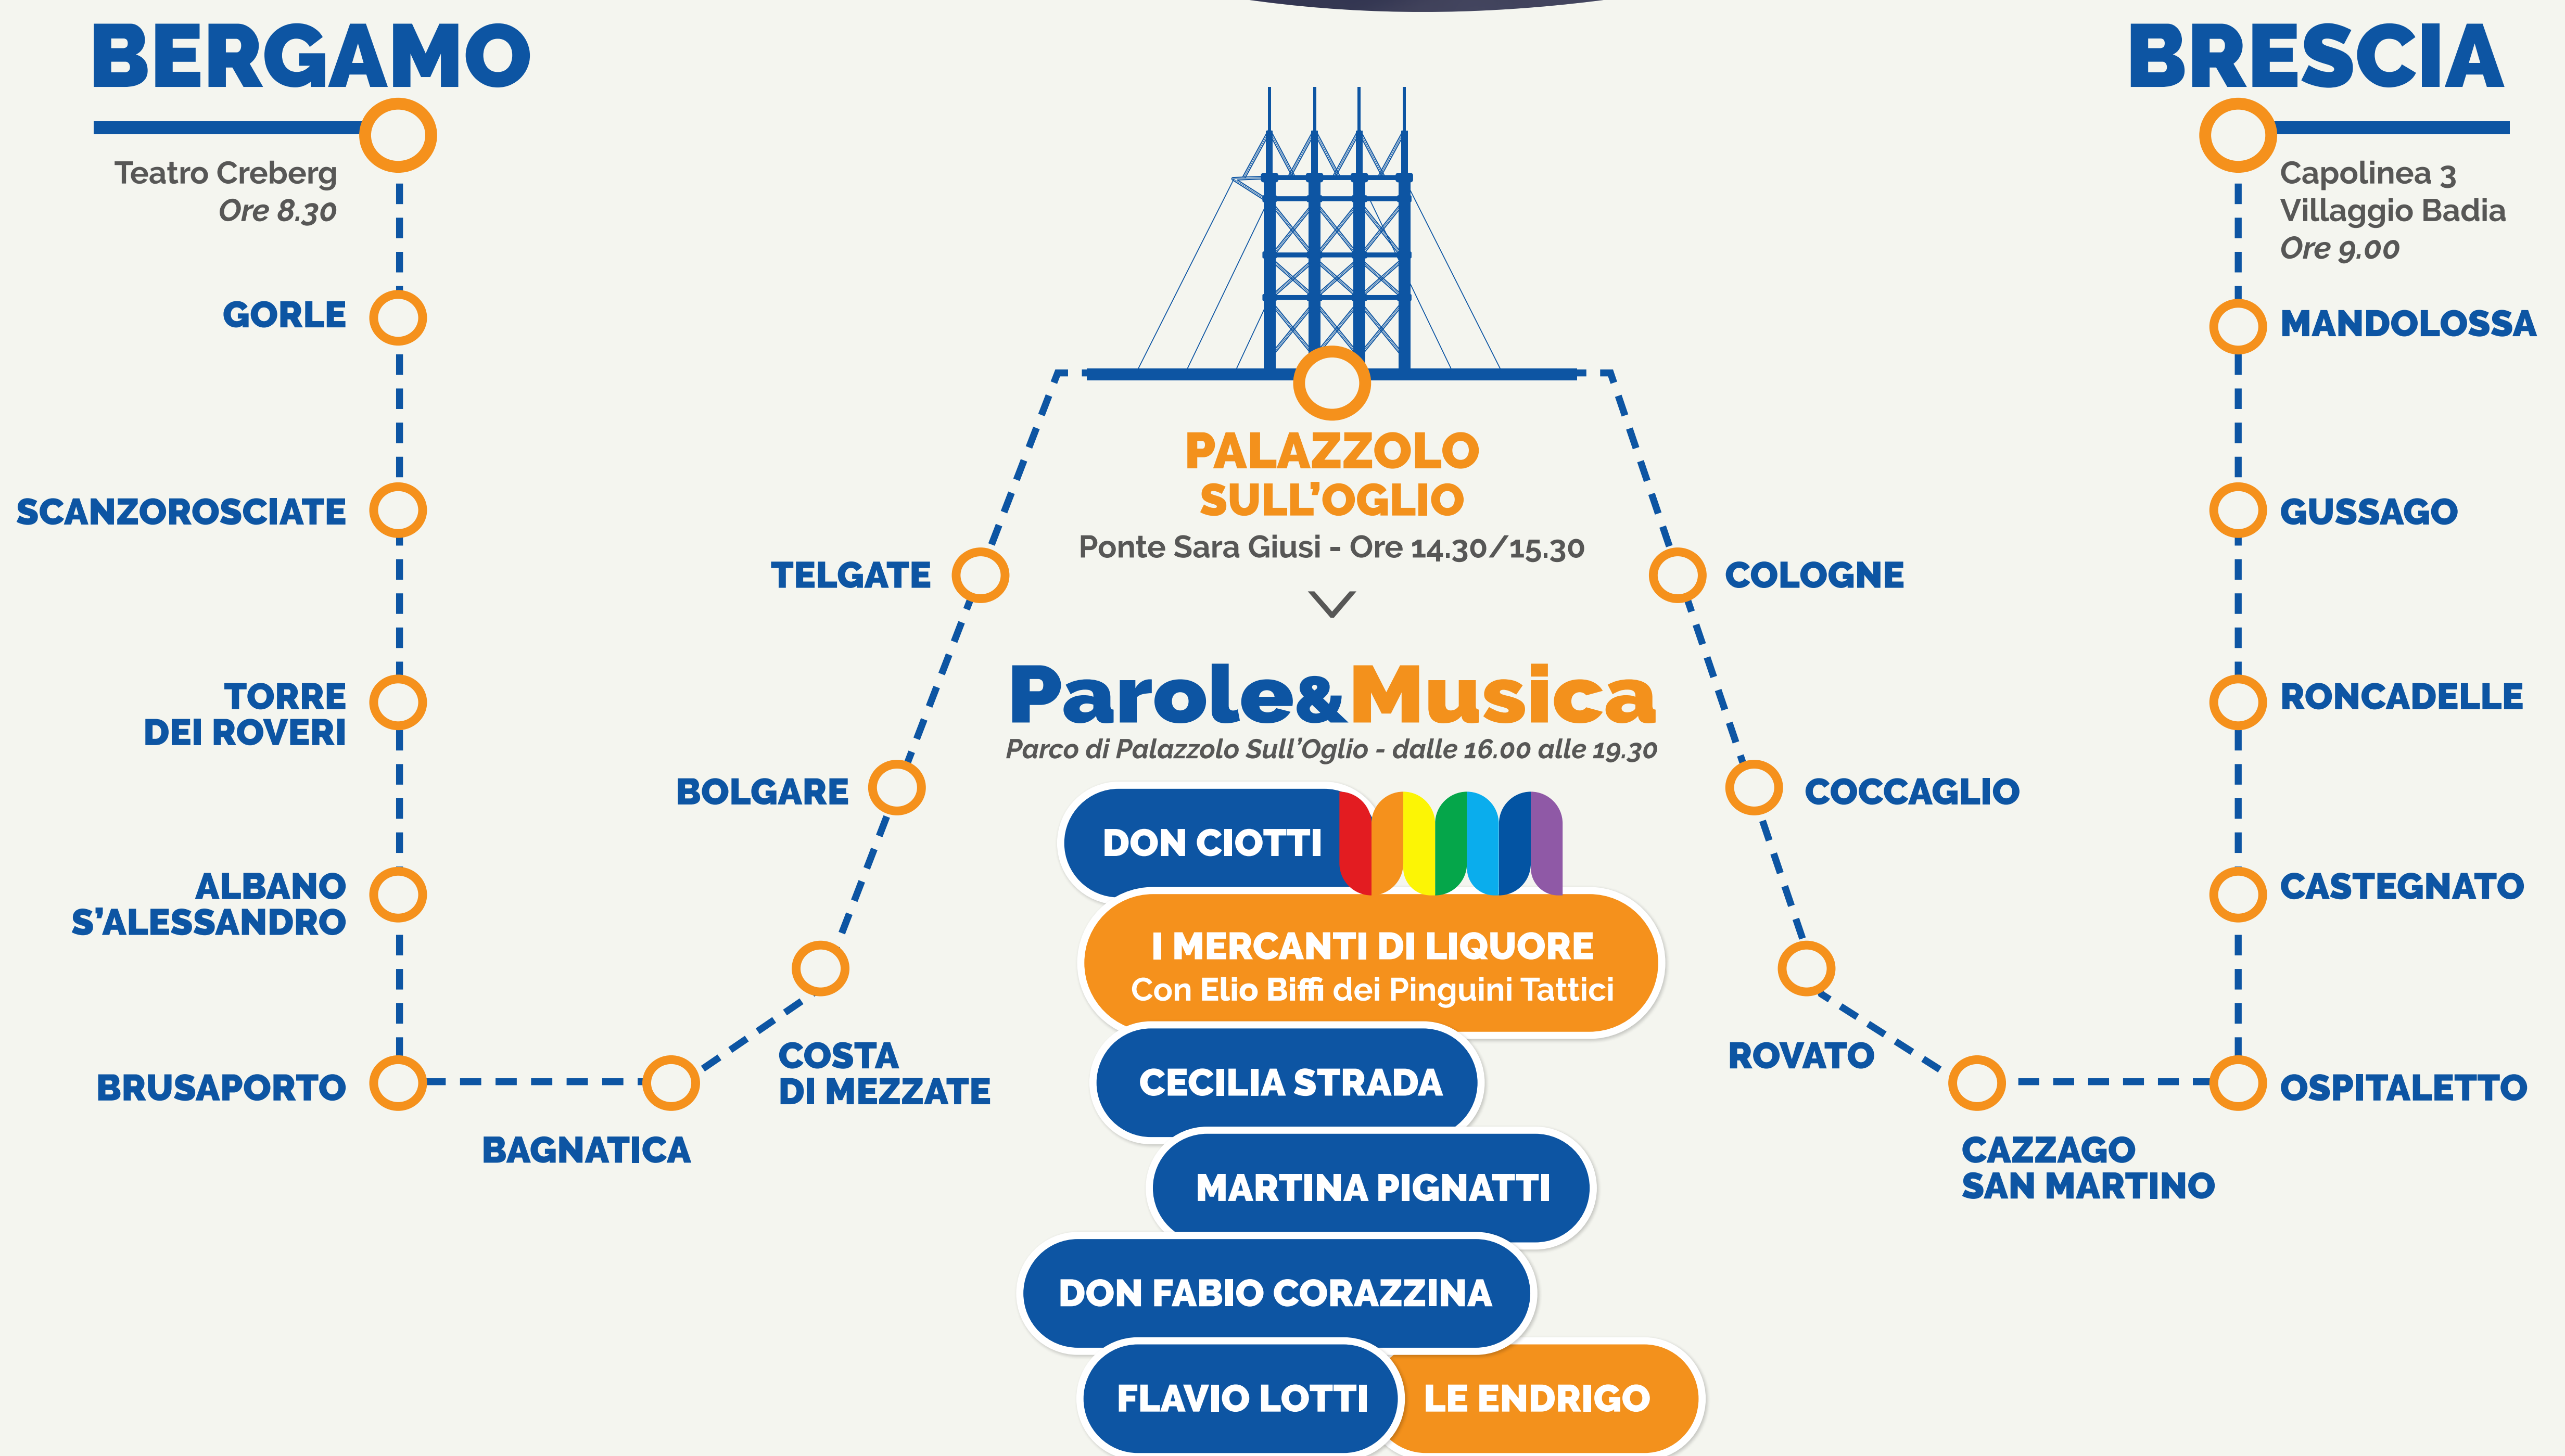 BERGAMO
Teatro Creberg
Ore 8.30
GORLE
SCANZOROSCIATE
TORRE
DEI ROVERI
ALBANO
S'ALESSANDRO
BRUSAPORTO
BAGNATICA
COSTA
DI MEZZATE
BOLGARE
TELGATE
PALAZZOLO
SULL'OGLIO
Ponte Sara Giusi - Ore 14.30/15.30
Parole&Musica
Parco di Palazzolo Sull'Oglio - dalle 16.00 alle 19.30
DON CIOTTI
I MERCANTI DI LIQUORE
Con Elio Biffi dei Pinguini Tattici
CECILIA STRADA
MARTINA PIGNATTI
DON FABIO CORAZZINA
FLAVIO LOTTI
LE ENDRIGO
BRESCIA
Capolinea 3
Villaggio Badia
Ore 9.00
MANDOLOSSA
GUSSAGO
RONCADELLE
CASTEGNATO
OSPITALETTO
CAZZAGO
SAN MARTINO
ROVATO
COCCAGLIO
COLOGNE